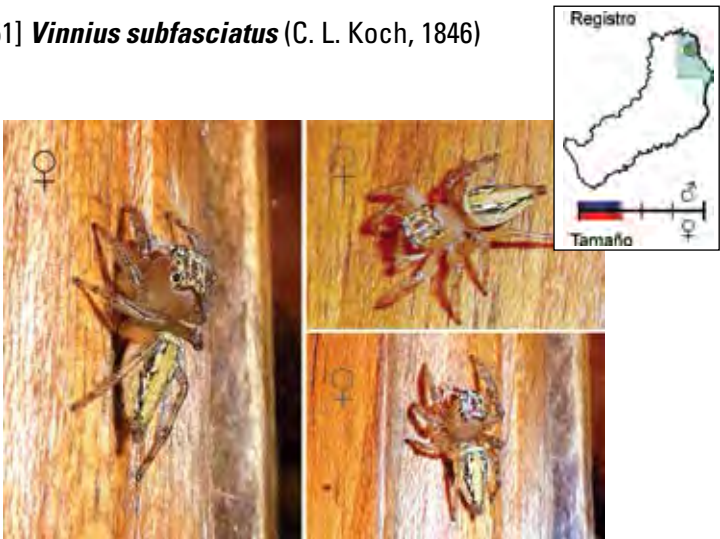 1] Vinnius subfasciatus (C. L. Koch, 1846)
Registro
♀
♀
♂
♀
Tamaño
♀